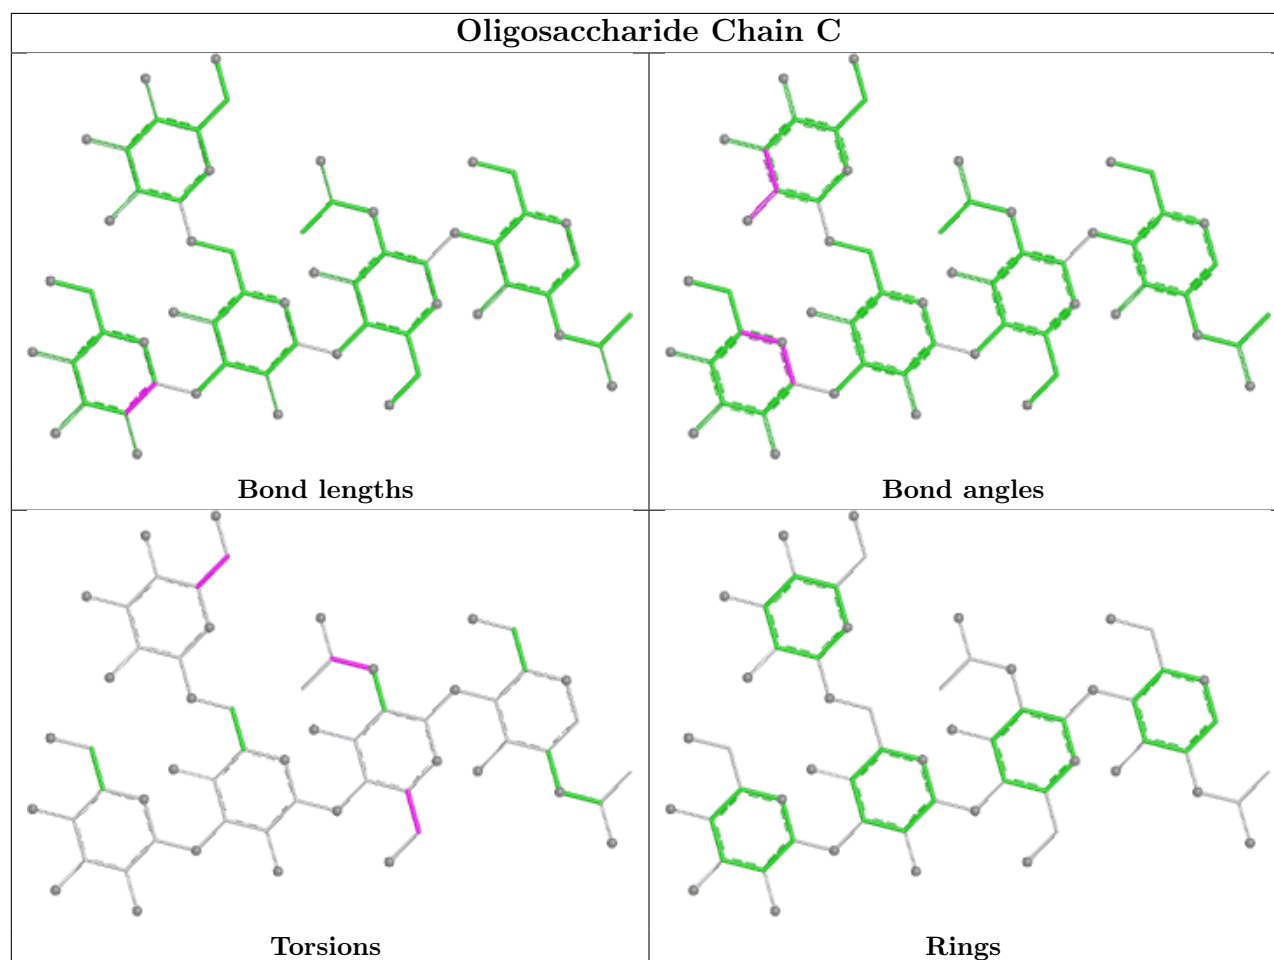 Oligosaccharide Chain C
Bond lengths
Bond angles
Torsions
Rings